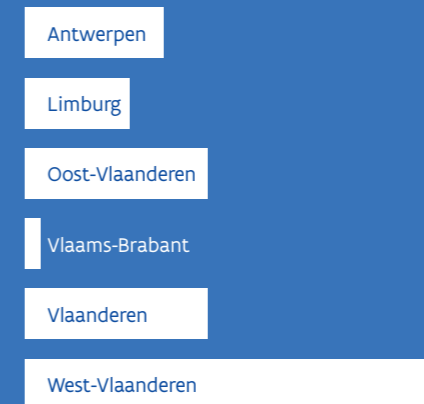 Antwerpen
Limburg
Oost-Vlaanderen
Vlaams-Brabant
Vlaanderen
West-Vlaanderen